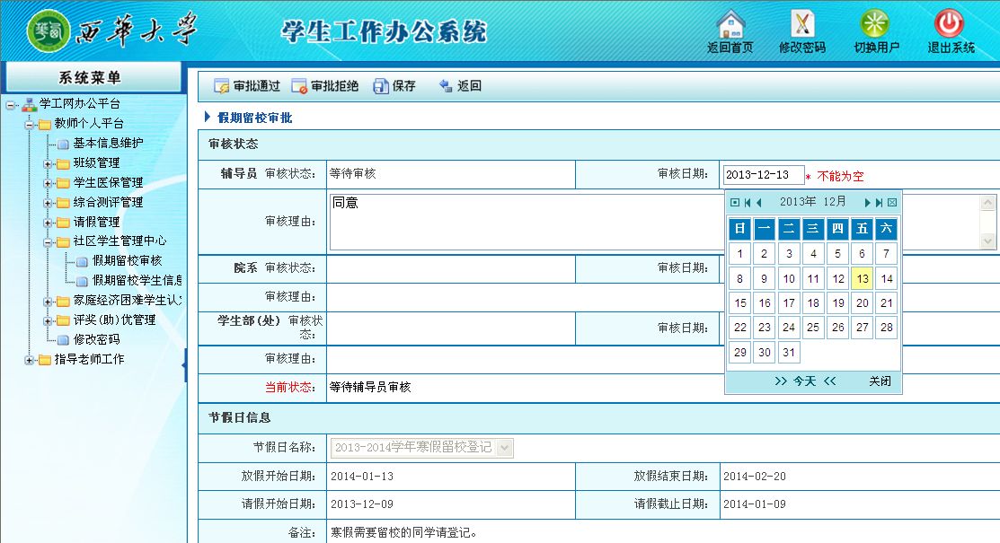 西华大学
学生工作办公系统
返回首页 修改密码 切换用户 退出系统
系统菜单
学工网办公平台
教师个人平台
基本信息维护
班级管理
学生医保管理
综合测评管理
请假管理
社区学生管理中心
假期留校审核
假期留校学生信息
家庭经济困难学生认
评奖(助)优管理
修改密码
指导老师工作
审批通过 审批拒绝 保存 返回
假期留校审批
审核状态
辅导员 审核状态: 等待审核 审核日期: 2013-12-13 * 不能为空
审核理由: 同意
2013年 12月
日 一 二 三 四 五 六
1 2 3 4 5 6 7
8 9 10 11 12 13 14
15 16 17 18 19 20 21
22 23 24 25 26 27 28
29 30 31
>> 今天 << 关闭
院系 审核状态: 审核日期:
审核理由:
学生部(处) 审核状
态: 审核日期:
审核理由:
当前状态: 等待辅导员审核
节假日信息
节假日名称: 2013-2014学年寒假留校登记
放假开始日期: 2014-01-13 放假结束日期: 2014-02-20
请假开始日期: 2013-12-09 请假截止日期: 2014-01-09
备注: 寒假需要留校的同学请登记。